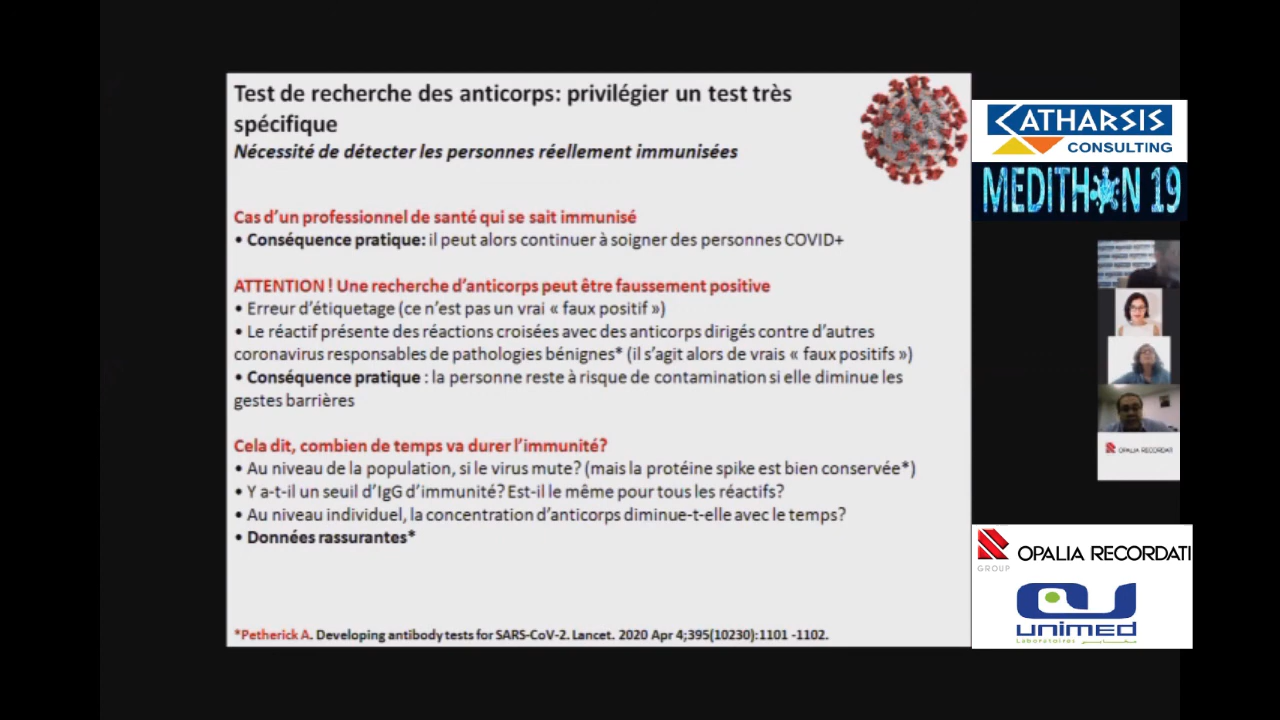 Test de recherche des anticorps: privilégier un test très
spécifique
Nécessité de détecter les personnes réellement immunisées
Cas d'un professionnel de santé qui se sait immunisé
• Conséquence pratique: il peut alors continuer à soigner des personnes COVID+
ATTENTION ! Une recherche d'anticorps peut être faussement positive
• Erreur d'étiquetage (ce n'est pas un vrai « faux positif »)
• Le réactif présente des réactions croisées avec des anticorps dirigés contre d'autres
coronavirus responsables de pathologies bénignes* (il s'agit alors de vrais « faux positifs »)
• Conséquence pratique : la personne reste à risque de contamination si elle diminue les
gestes barrières
Cela dit, combien de temps va durer l'immunité?
• Au niveau de la population, si le virus mute? (mais la protéine spike est bien conservée*)
• Y a-t-il un seuil d'IgG d'immunité? Est-il le même pour tous les réactifs?
• Au niveau individuel, la concentration d'anticorps diminue-t-elle avec le temps?
• Données rassurantes*
*Petherick A. Developing antibody tests for SARS-CoV-2. Lancet. 2020 Apr 4;395(10230):1101 -1102.
KATHARSIS
CONSULTING
MEDITHON 19
OPALIA RECORDATI
OPALIA RECORDATI
GROUP
unimed
Laboratoires مخابر